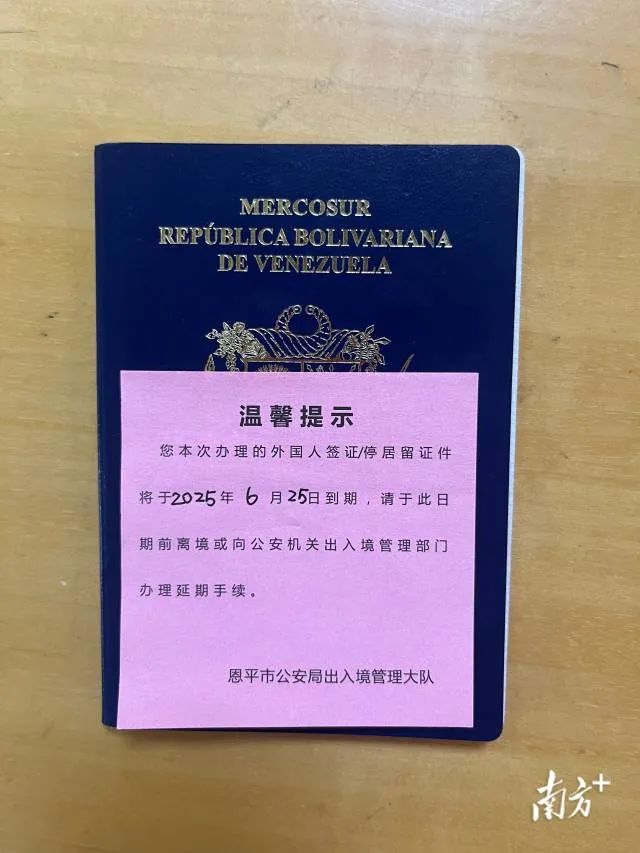 MERCOSUR
REPÚBLICA BOLIVARIANA
DE VENEZUELA
温馨提示
您本次办理的外国人签证/停居留证件
将于2025年6月25日到期，请于此日
期前离境或向公安机关出入境管理部门
办理延期手续。
恩平市公安局出入境管理大队
南方+